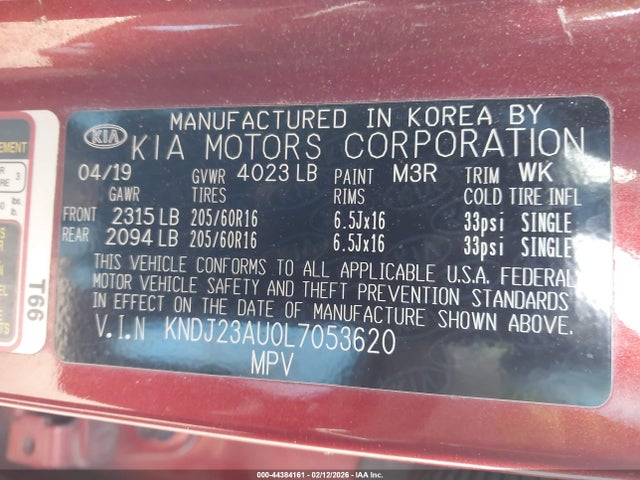 MANUFACTURED IN KOREA BY
KIA KIA MOTORS CORPORATION
04/19 GVWR 4023 LB PAINT M3R TRIM WK
GAWR TIRES RIMS COLD TIRE INFL
FRONT 2315 LB 205/60R16 6.5Jx16 33psi SINGLE
REAR 2094 LB 205/60R16 6.5Jx16 33psi SINGLE
THIS VEHICLE CONFORMS TO ALL APPLICABLE U.S.A. FEDERAL
MOTOR VEHICLE SAFETY AND THEFT PREVENTION STANDARDS
IN EFFECT ON THE DATE OF MANUFACTURE SHOWN ABOVE.
V.I.N KNDJ23AU0L7053620
MPV
T66
000-44384161 - 02/12/2026 - IAA Inc.